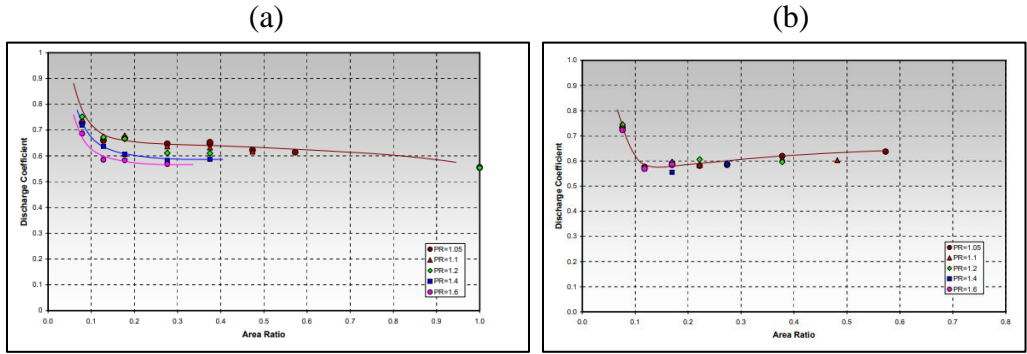 (a)
(b)
1
0.9
0.8
0.7
0.6
0.5
0.4
0.3
0.2
0.1
0
0.0 0.1 0.2 0.3 0.4 0.5 0.6 0.7 0.8 0.9 1.0
Discharge Coefficient
Area Ratio
PR=1.05
PR=1.1
PR=1.2
PR=1.4
PR=1.6
1.0
0.9
0.8
0.7
0.6
0.5
0.4
0.3
0.2
0.1
0.0
0.0 0.1 0.2 0.3 0.4 0.5 0.6 0.7 0.8
Discharge Coefficient
Area Ratio
PR=1.05
PR=1.1
PR=1.2
PR=1.4
PR=1.6